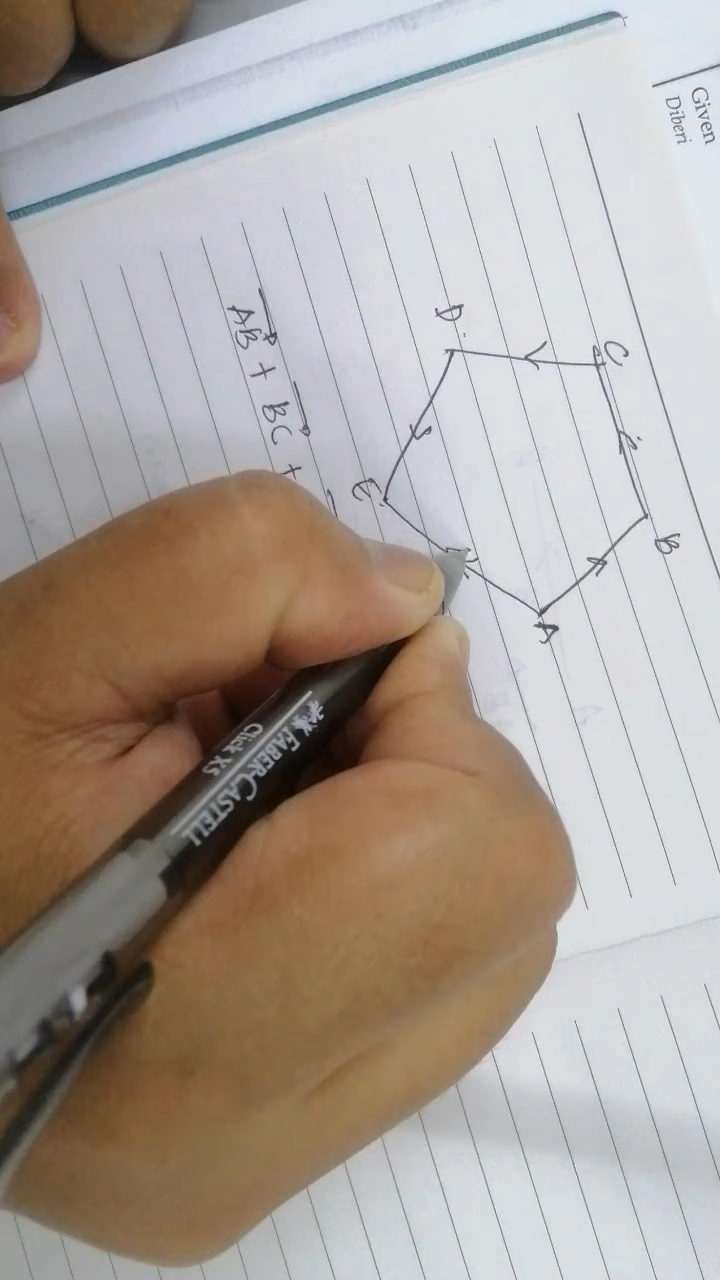 Given
Diberi
C
B
D
A
E
AB + BC +
FABER-CASTELL
Click X5